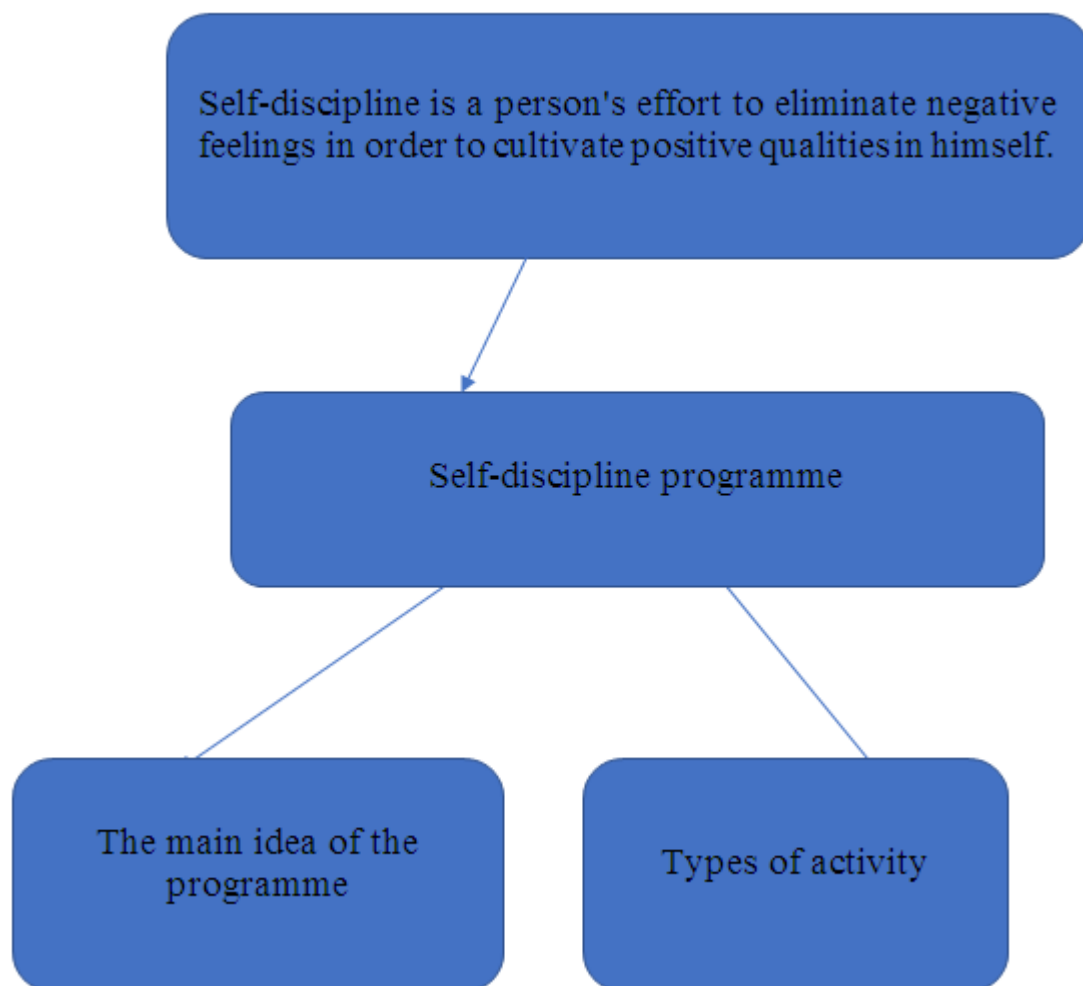 Self-discipline is a person's effort to eliminate negative
feelings in order to cultivate positive qualities in himself.
Self-discipline programme
The main idea of the
programme
Types of activity